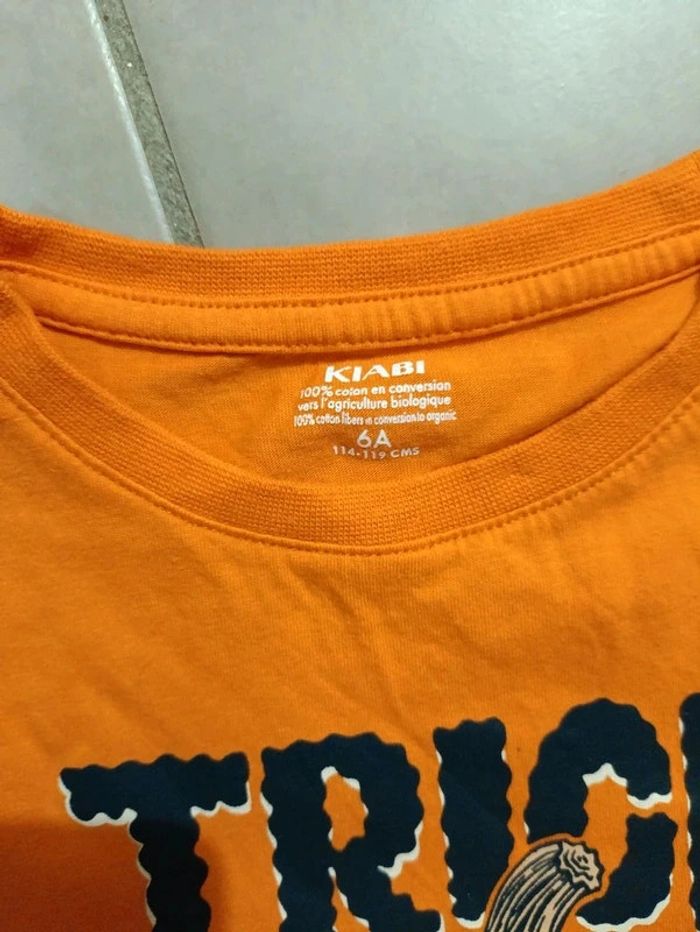 KIABI
100% coton en conversion
vers l'agriculture biologique
100% cotton fibers in conversion to organic
6A
114-119 CMS
TRICK